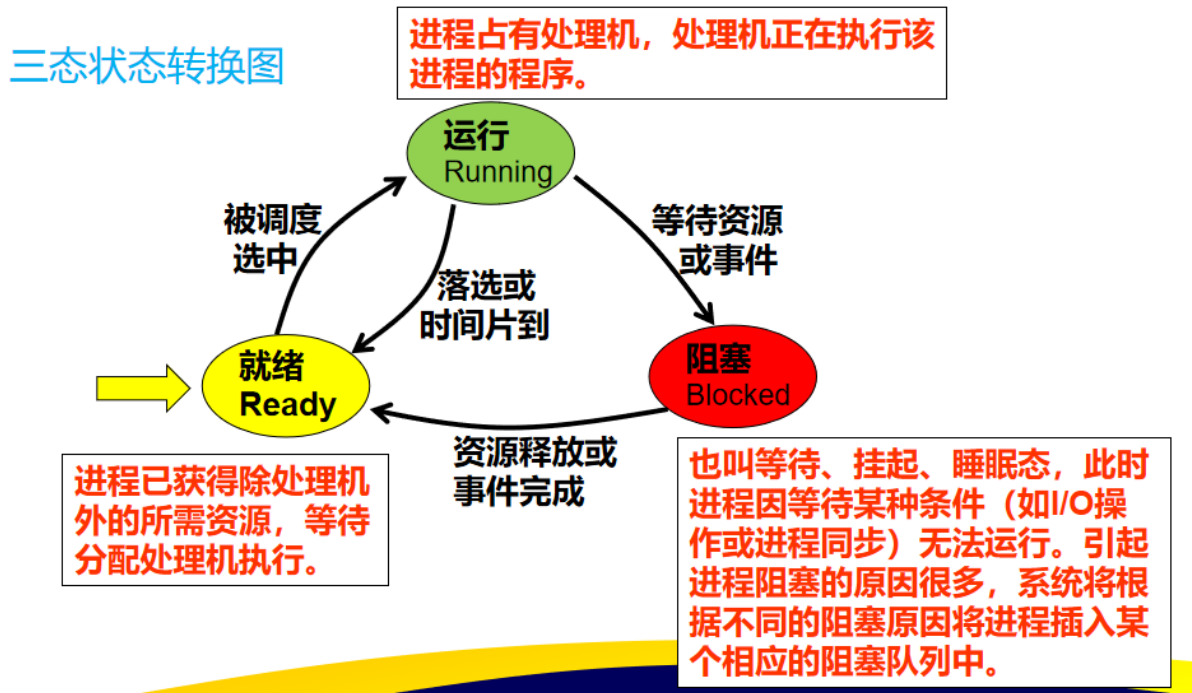 三态状态转换图
进程占有处理机，处理机正在执行该
进程的程序。
运行
Running
被调度
选中
等待资源
或事件
落选或
时间片到
就绪
Ready
阻塞
Blocked
资源释放或
事件完成
进程已获得除处理机
外的所需资源，等待
分配处理机执行。
也叫等待、挂起、睡眠态，此时
进程因等待某种条件（如I/O操
作或进程同步）无法运行。引起
进程阻塞的原因很多，系统将根
据不同的阻塞原因将进程插入某
个相应的阻塞队列中。